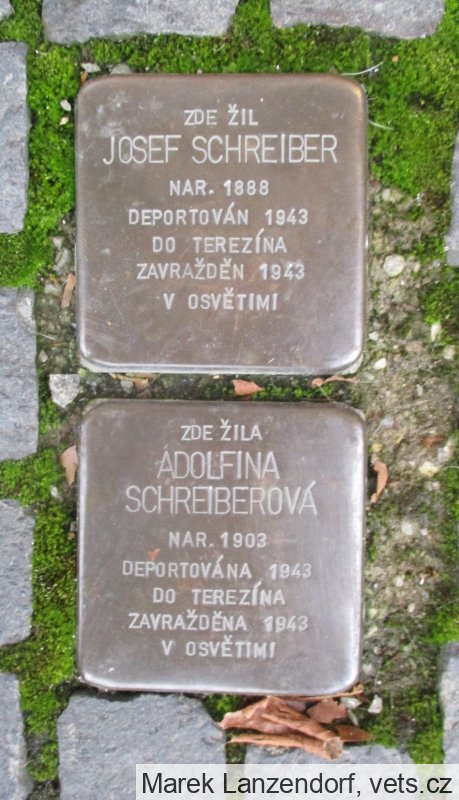 ZDE ŽIL
JOSEF SCHREIBER
NAR. 1888
DEPORTOVÁN 1943
DO TEREZÍNA
ZAVRAŽDĚN 1943
V OSVĚTIMI
ZDE ŽILA
ADOLFINA
SCHREIBEROVÁ
NAR. 1903
DEPORTOVÁNA 1943
DO TEREZÍNA
ZAVRAŽDĚNA 1943
V OSVĚTIMI
Marek Lanzendorf, vets.cz